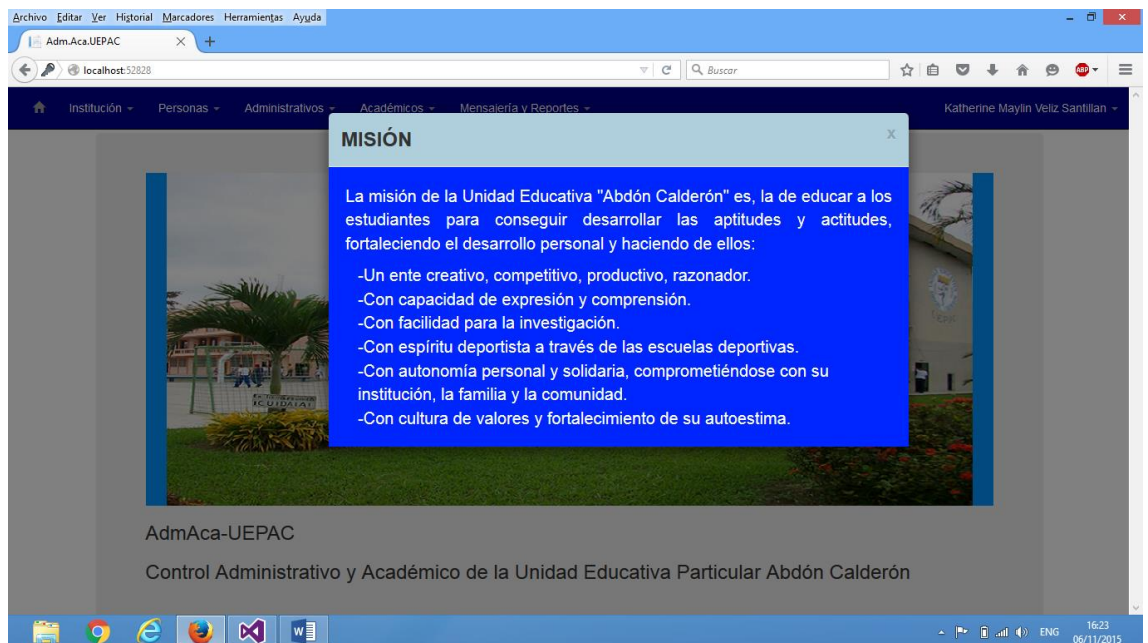 Archivo Editar Ver Historial Marcadores Herramientas Ayuda
Adm.Aca.UEPAC
localhost:52828
Buscar
ABP
Institución Personas Administrativos Académicos Mensajería y Reportes Katherine Maylin Veliz Santillan
MISIÓN
x
La misión de la Unidad Educativa "Abdón Calderón" es, la de educar a los
estudiantes para conseguir desarrollar las aptitudes y actitudes,
fortaleciendo el desarrollo personal y haciendo de ellos:
-Un ente creativo, competitivo, productivo, razonador.
-Con capacidad de expresión y comprensión.
-Con facilidad para la investigación.
-Con espíritu deportista a través de las escuelas deportivas.
-Con autonomía personal y solidaria, comprometiéndose con su
institución, la familia y la comunidad.
-Con cultura de valores y fortalecimiento de su autoestima.
AdmAca-UEPAC
Control Administrativo y Académico de la Unidad Educativa Particular Abdón Calderón
ENG
16:23
06/11/2015